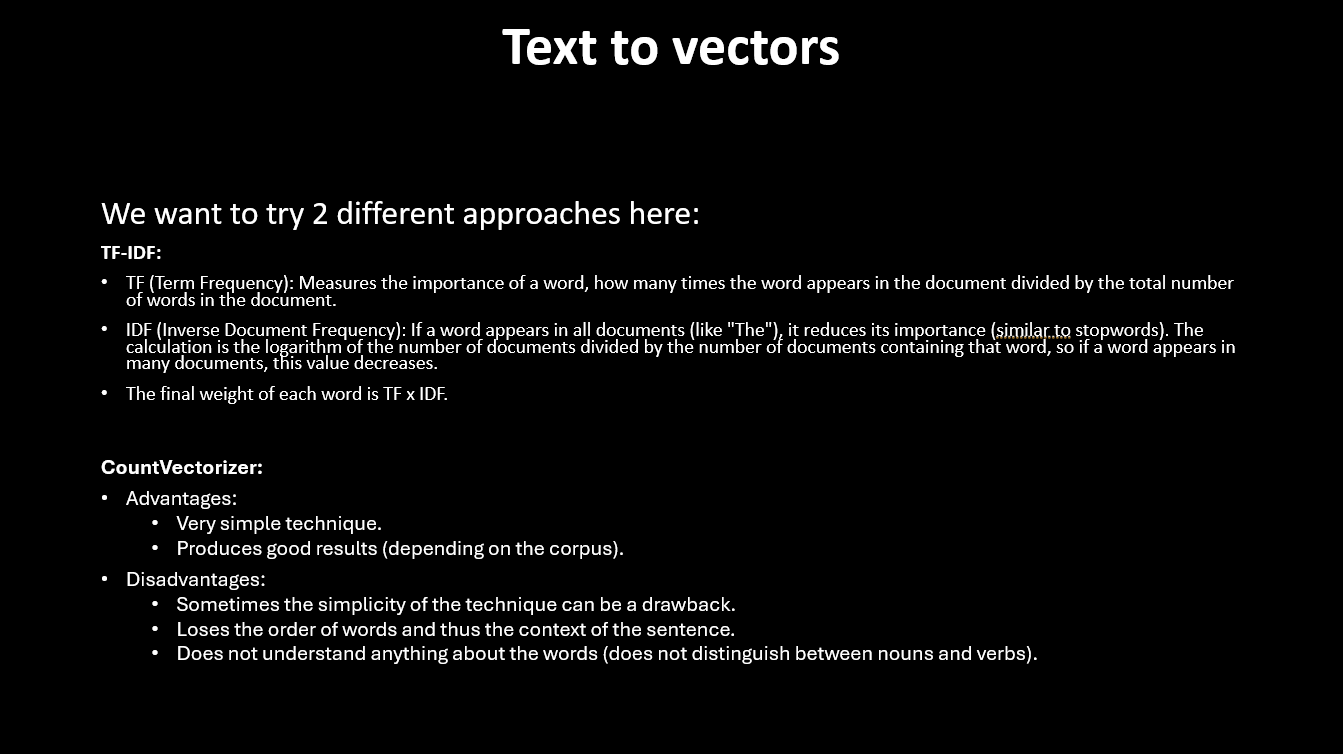 Text to vectors
We want to try 2 different approaches here:
TF-IDF:
• TF (Term Frequency): Measures the importance of a word, how many times the word appears in the document divided by the total number
of words in the document.
• IDF (Inverse Document Frequency): If a word appears in all documents (like "The"), it reduces its importance (similar to stopwords). The
calculation is the logarithm of the number of documents divided by the number of documents containing that word, so if a word appears in
many documents, this value decreases.
• The final weight of each word is TF x IDF.
CountVectorizer:
• Advantages:
• Very simple technique.
• Produces good results (depending on the corpus).
• Disadvantages:
• Sometimes the simplicity of the technique can be a drawback.
• Loses the order of words and thus the context of the sentence.
• Does not understand anything about the words (does not distinguish between nouns and verbs).